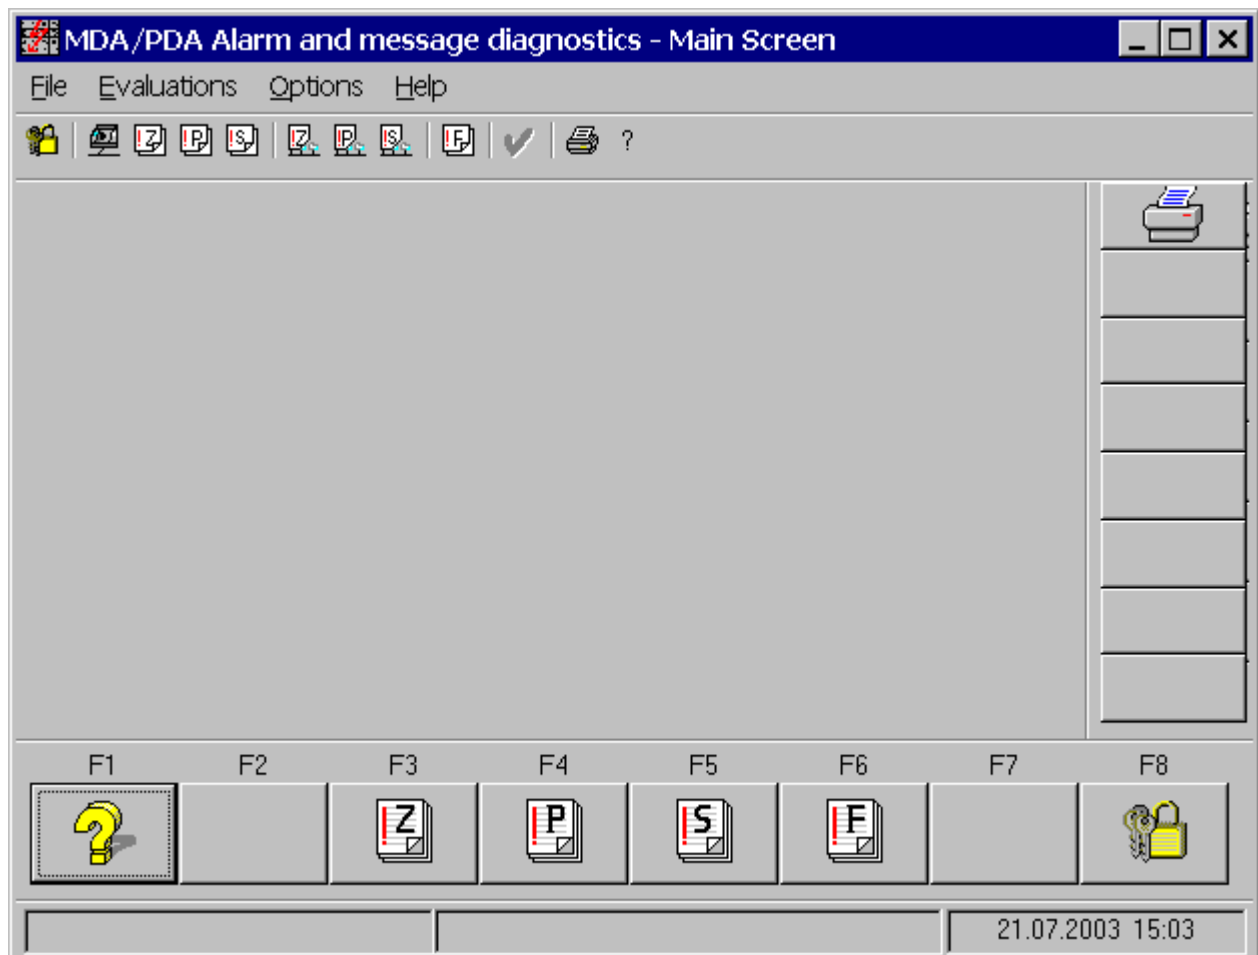 MDA/PDA Alarm and message diagnostics - Main Screen
File Evaluations Options Help
Z P S Z P S F ?
F1 F2 F3 F4 F5 F6 F7 F8
Z P S F
21.07.2003 15:03